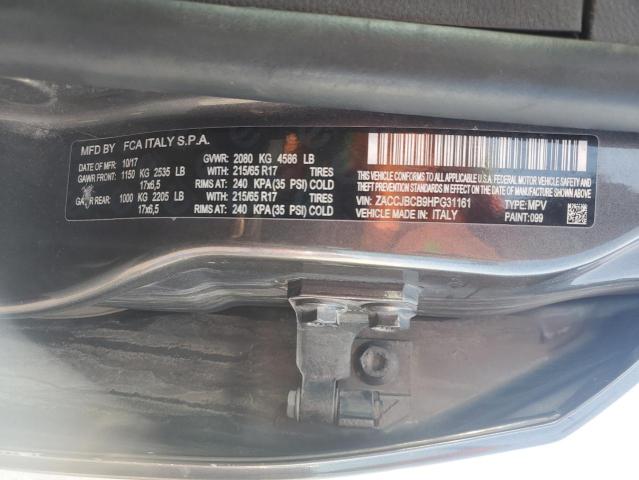 MFD BY FCA ITALY S.P.A.
DATE: 10/17 GVWR: 2080 KG 4586 LB
GAWR FRONT: 1150 KG 2535 LB WITH: 215/65 R17 TIRES
17x6,5 RIMS AT: 240 KPA (35 PSI) COLD
GAWR REAR: 1000 KG 2205 LB WITH: 215/65 R17 TIRES
17x6,5 RIMS AT: 240 KPA (35 PSI) COLD
THIS VEHICLE CONFORMS TO ALL APPLICABLE U.S.A. FEDERAL MOTOR VEHICLE
SAFETY, BUMPER, AND THEFT PREVENTION STANDARDS IN EFFECT
ON THE DATE OF MANUFACTURE SHOWN ABOVE.
VIN: ZACCJBCB9HPG31161 TYPE: MPV
VEHICLE MADE IN: ITALY PAINT: 099